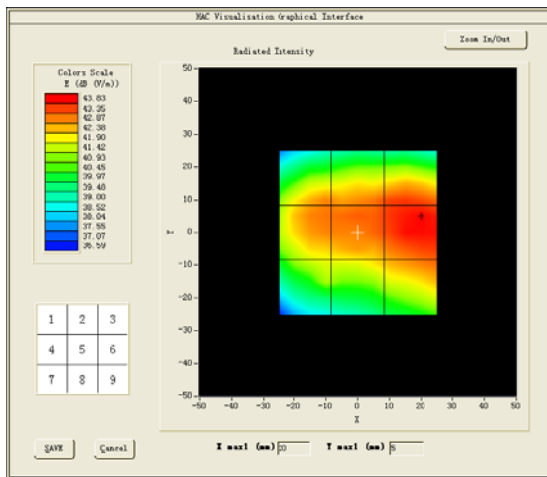 HAC Visualisation Graphical Interface
Zoom In/Out
Radiated Intensity
Colors Scale
E (dB (V/m))
43.83
43.35
42.87
42.38
41.90
41.42
40.93
40.45
39.97
39.48
39.00
38.52
38.04
37.55
37.07
36.59
50
40
30
20
10
0
-10
-20
-30
-40
-50
Y
-50 -40 -30 -20 -10 0 10 20 30 40 50
X
1 2 3
4 5 6
7 8 9
SAVE
Cancel
X max1 (mm) 20
Y max1 (mm) 5